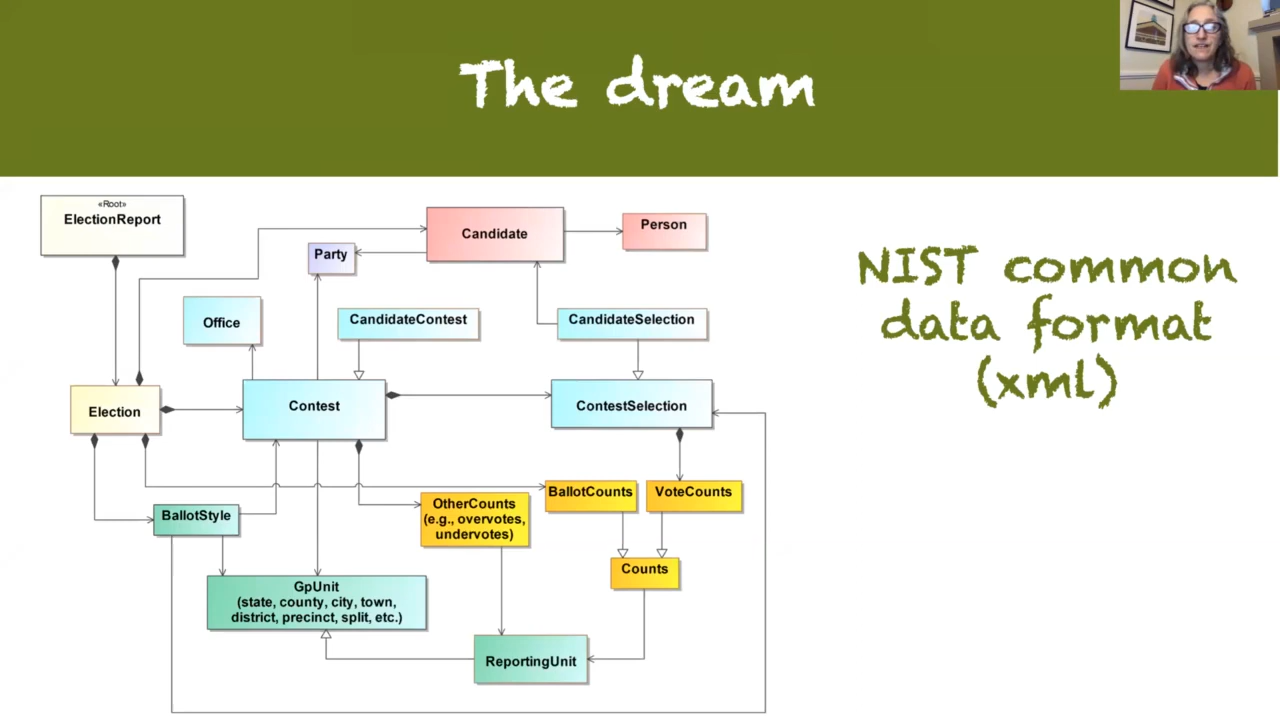 The dream
«Root»
ElectionReport
Candidate
Person
Party
Office
CandidateContest
CandidateSelection
Election
Contest
ContestSelection
BallotStyle
OtherCounts
(e.g., overvotes,
undervotes)
BallotCounts
VoteCounts
Counts
GpUnit
(state, county, city, town,
district, precinct, split, etc.)
ReportingUnit
NIST common
data format
(xml)